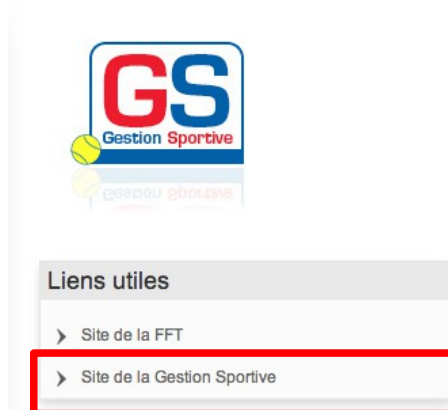 GS
Gestion Sportive
Liens utiles
Site de la FFT
Site de la Gestion Sportive